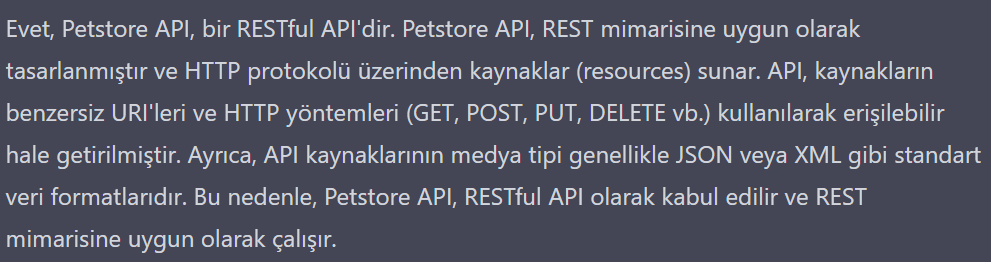 Evet, Petstore API, bir RESTful API'dir. Petstore API, REST mimarisine uygun olarak
tasarlanmıştır ve HTTP protokolü üzerinden kaynaklar (resources) sunar. API, kaynakların
benzersiz URI'leri ve HTTP yöntemleri (GET, POST, PUT, DELETE vb.) kullanılarak erişilebilir
hale getirilmiştir. Ayrıca, API kaynaklarının medya tipi genellikle JSON veya XML gibi standart
veri formatlarıdır. Bu nedenle, Petstore API, RESTful API olarak kabul edilir ve REST
mimarisine uygun olarak çalışır.